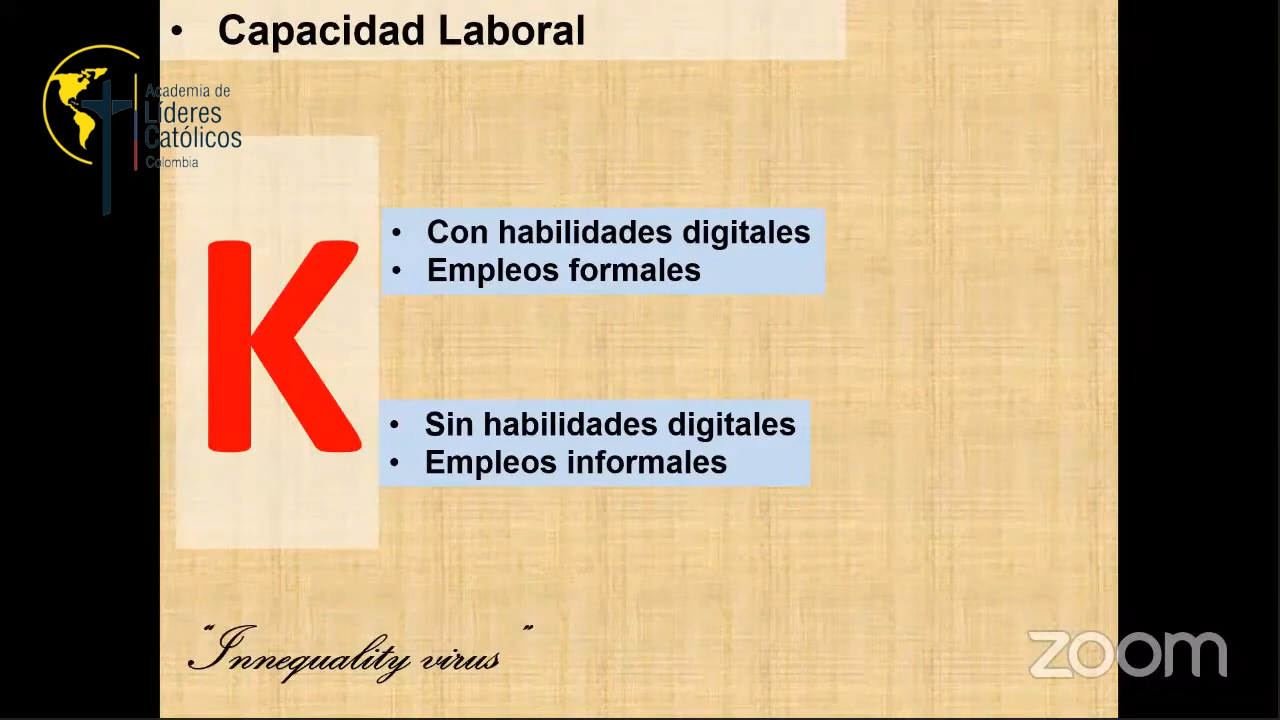 • Capacidad Laboral
Academia de
Líderes
Católicos
Colombia
K
• Con habilidades digitales
• Empleos formales
• Sin habilidades digitales
• Empleos informales
“Innequality virus ”
zoom